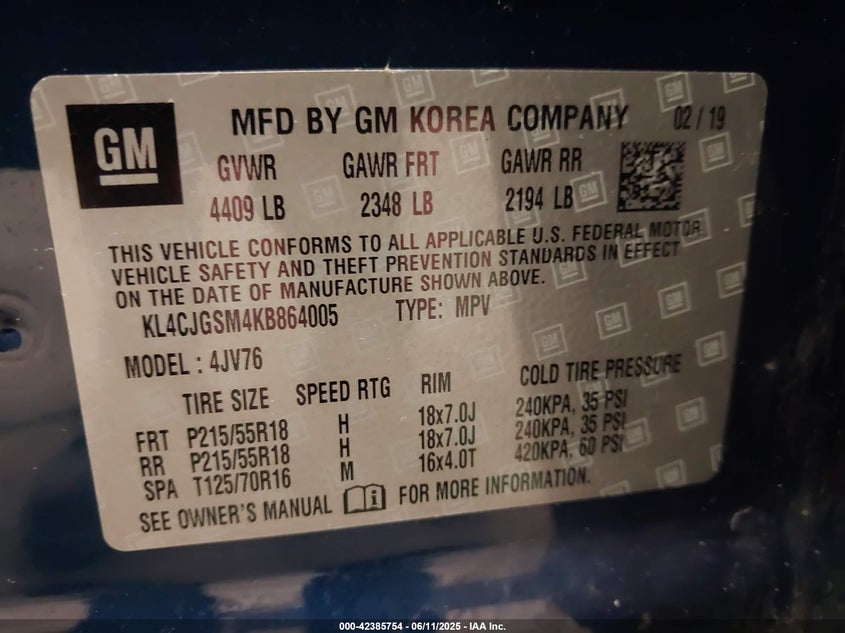 GM
MFD BY GM KOREA COMPANY 02/19
GVWR GAWR FRT GAWR RR
4409 LB 2348 LB 2194 LB
THIS VEHICLE CONFORMS TO ALL APPLICABLE U.S. FEDERAL MOTOR
VEHICLE SAFETY AND THEFT PREVENTION STANDARDS IN EFFECT
ON THE DATE OF MANUFACTURE SHOWN ABOVE.
KL4CJGSM4KB864005 TYPE: MPV
MODEL : 4JV76
TIRE SIZE SPEED RTG RIM COLD TIRE PRESSURE
FRT P215/55R18 H 18x7.0J 240KPA, 35 PSI
RR P215/55R18 H 18x7.0J 240KPA, 35 PSI
SPA T125/70R16 M 16x4.0T 420KPA, 60 PSI
SEE OWNER'S MANUAL FOR MORE INFORMATION.
000-42385754 - 06/11/2025 - IAA Inc.